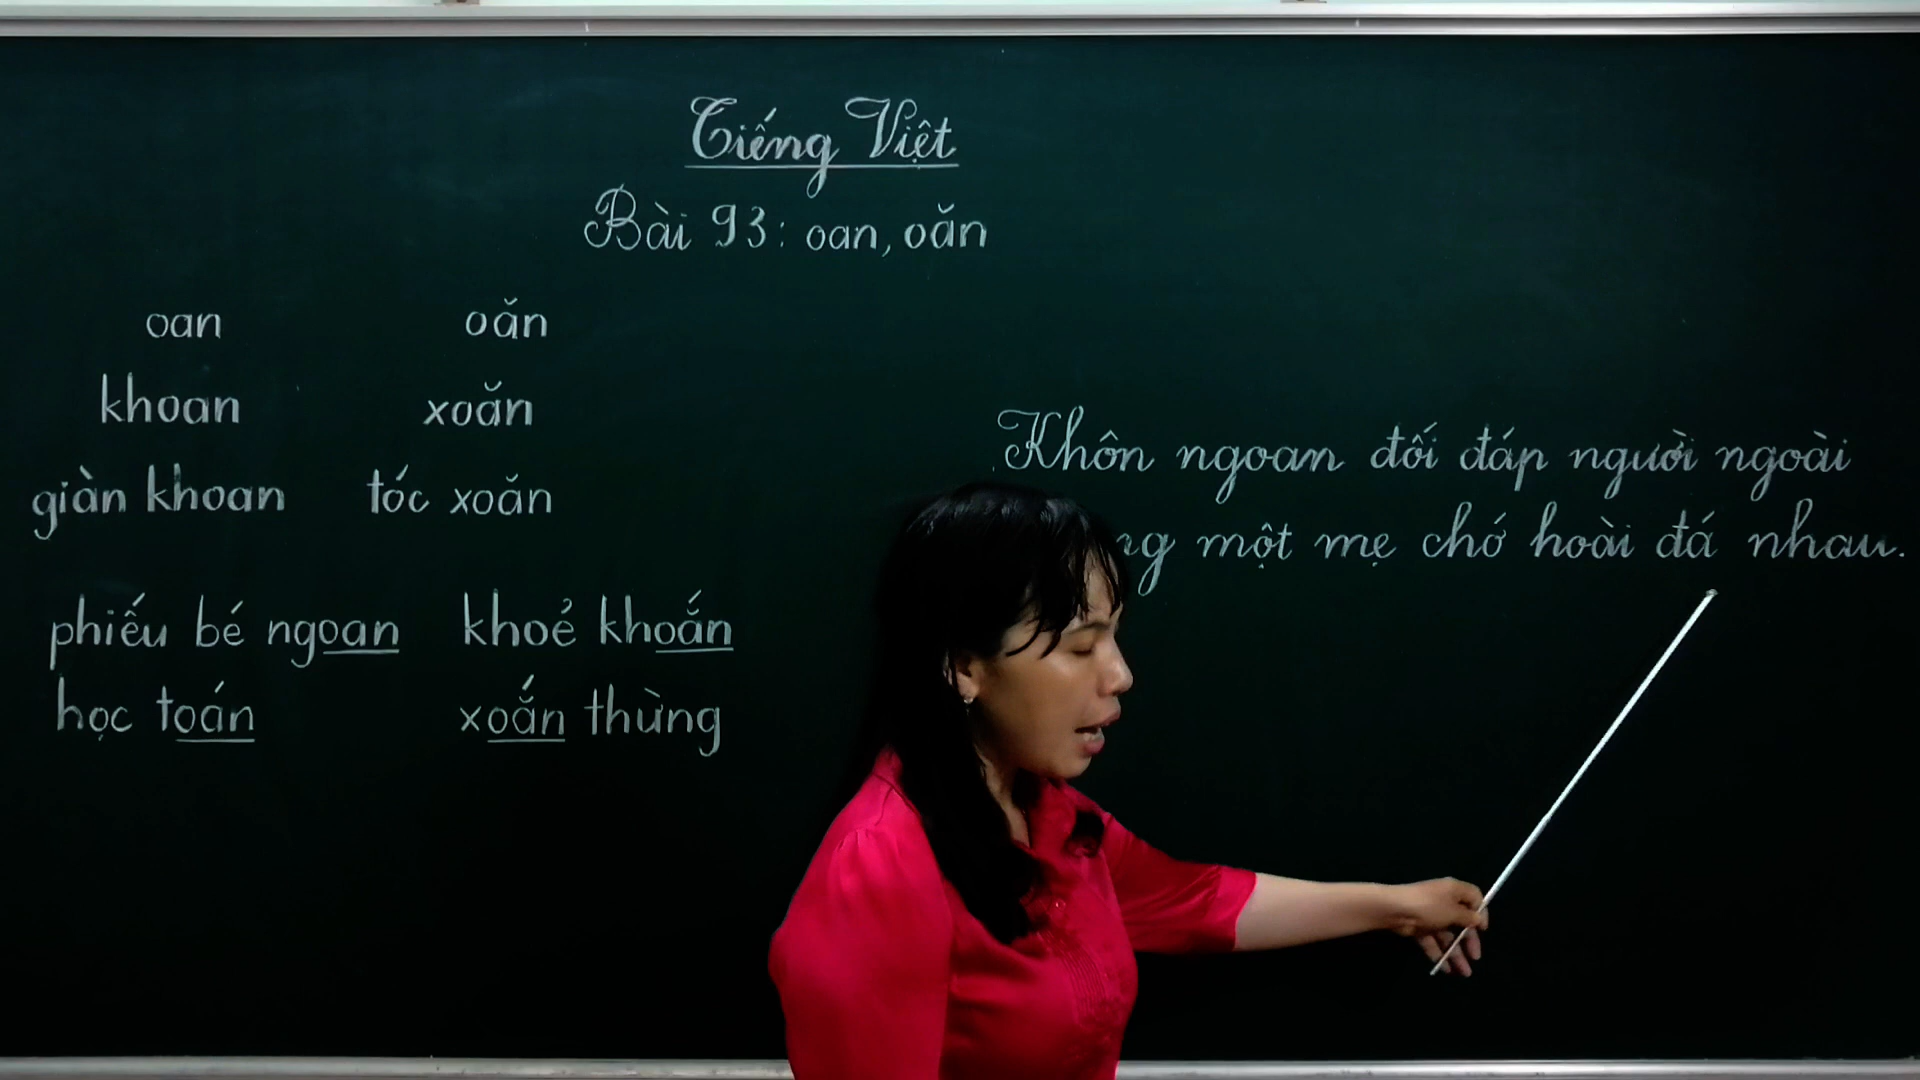 Tiếng Việt
Bài 93: oan, oăn
oan oăn
khoan xoăn
giàn khoan tóc xoăn
phiếu bé ngoan khoẻ khoắn
học toán xoắn thừng
Khôn ngoan đối đáp người ngoài
một mẹ chớ hoài đá nhau.